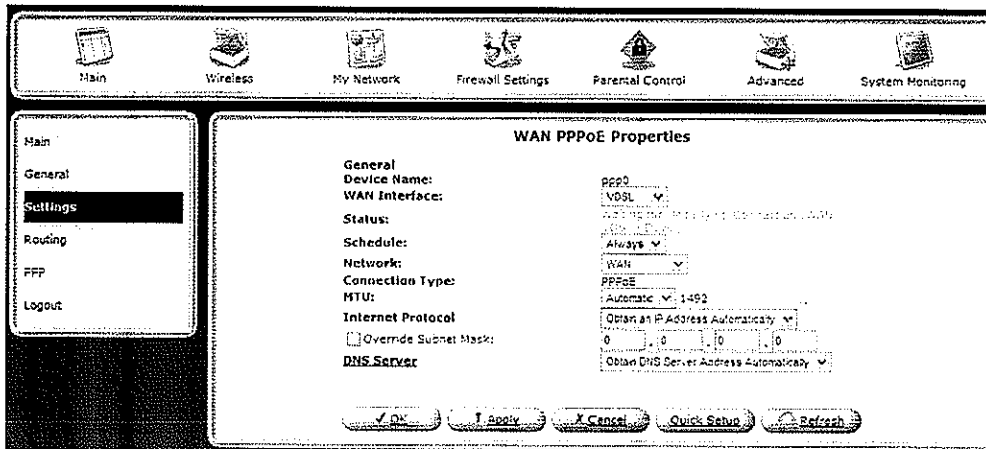 Main Wireless My Network Firewall Settings Parental Control Advanced System Monitoring
Main
General
Settings
Routing
PPP
Logout
WAN PPPoE Properties
General
Device Name: ppp0
WAN Interface: VDSL
Status:
Schedule: Always
Network: WAN
Connection Type: PPPoE
MTU: Automatic 1492
Internet Protocol Obtain an IP Address Automatically
Override Subnet Mask: 0 . 0 . 0 . 0
DNS Server Obtain DNS Server Address Automatically
OK Apply Cancel Quick Setup Refresh